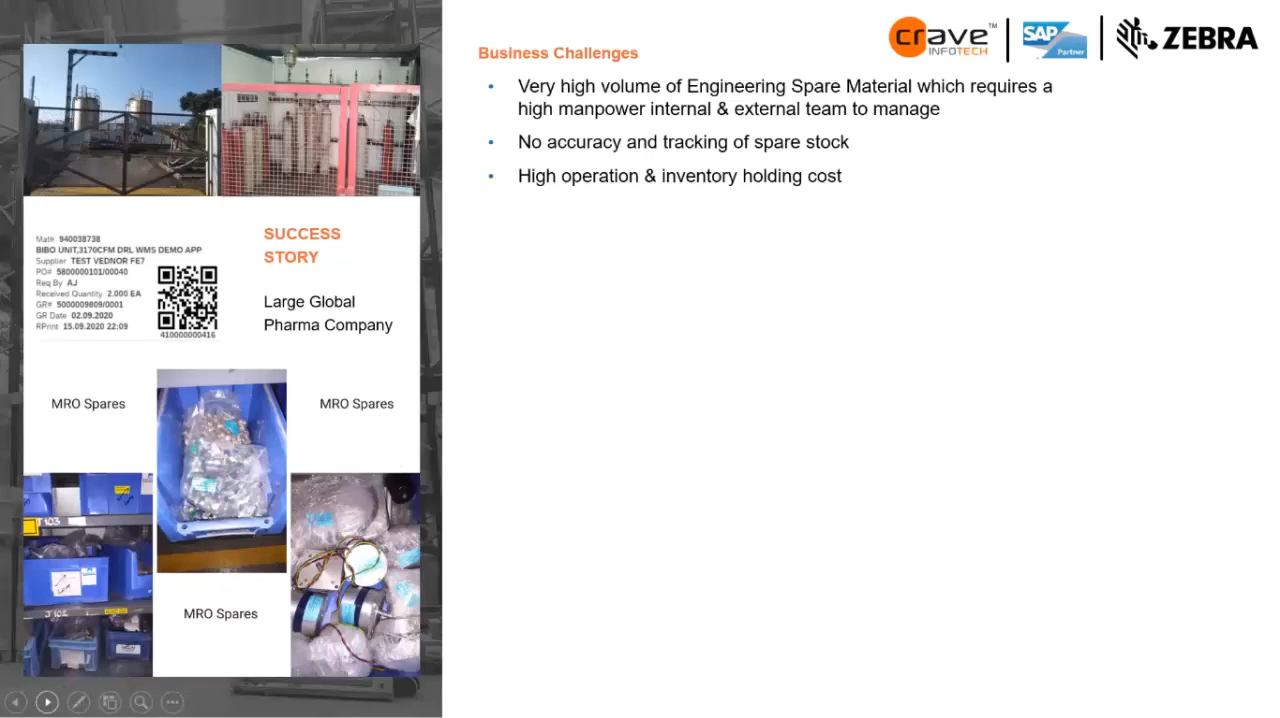 crave™
INFOTECH
SAP
Partner
ZEBRA
Business Challenges
• Very high volume of Engineering Spare Material which requires a
high manpower internal & external team to manage
• No accuracy and tracking of spare stock
• High operation & inventory holding cost
SUCCESS
STORY
Large Global
Pharma Company
Mat# 940038738
BIBO UNIT,3170CFM DRL WMS DEMO APP
Supplier TEST VEDNOR FE7
PO# 5800000101/00040
Req By AJ
Received Quantity 2.000 EA
GR# 5000009809/0001
GR Date 02.09.2020
RPrint 15.09.2020 22:09
410000000416
MRO Spares
MRO Spares
J103
J102
MRO Spares